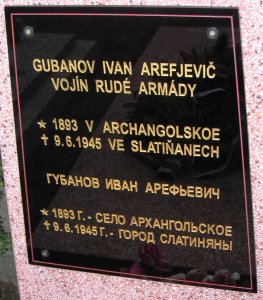 GUBANOV IVAN AREFJEVIČ
VOJÍN RUDÉ ARMÁDY
★ 1893 V ARCHANGOLSKOE
✝ 9.6.1945 VE SLATIŇANECH
ГУБАНОВ ИВАН АРЕФЬЕВИЧ
★ 1893 Г. - СЕЛО АРХАНГОЛЬСКОЕ
✝ 9.6.1945 Г. - ГОРОД СЛАТИНЯНЫ